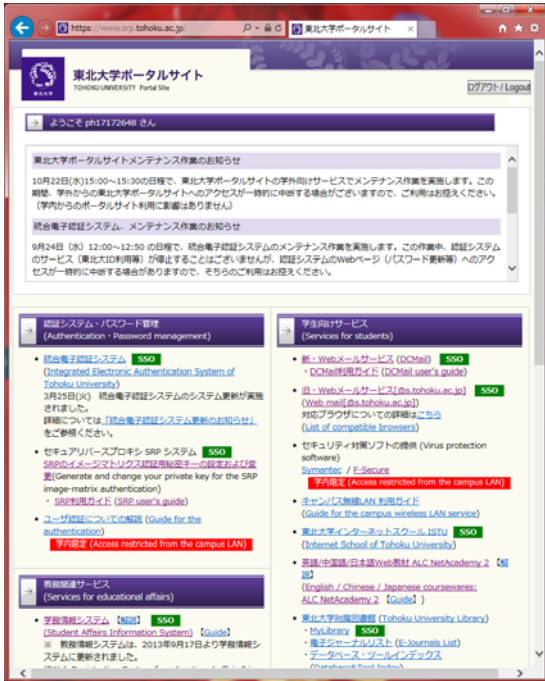 https://www.srp.tohoku.ac.jp/
東北大学ポータルサイト
東北大学ポータルサイト
TOHOKU UNIVERSITY Portal Site
東北大学
ログアウト / Logout
ようこそ ph17172648 さん
東北大学ポータルサイトメンテナンス作業のお知らせ
10月22日(水)15:00～15:30の日程で、東北大学ポータルサイトの学外向けサービスでメンテナンス作業を実施します。この
期間、学外からの東北大学ポータルサイトへのアクセスが一時的に中断する場合がございますので、ご利用はお控えください。
（学内からのポータルサイト利用に影響はありません）
統合電子認証システム、メンテナンス作業のお知らせ
9月24日（水）12:00～12:50 の日程で、統合電子認証システムのメンテナンス作業を実施します。この作業中、認証システム
のサービス（東北大ID利用等）が停止することはございませんが、認証システムのWebページ（パスワード更新等）へのアク
セスが一時的に中断する場合がありますので、そちらのご利用はお控えください。
認証システム・パスワード管理
(Authentication・Password management)
統合電子認証システム SSO
(Integrated Electronic Authentication System of
Tohoku University)
3月25日(火) 統合電子認証システムのシステム更新が実施
されました。
詳細については「統合電子認証システム更新のお知らせ」
をご参照ください。
セキュアリバースプロキシ SRP システム SSO
SRPのイメージマトリクス認証用秘密キーの設定および変
更(Generate and change your private key for the SRP
image-matrix authentication)
・ SRP利用ガイド (SRP user's guide)
ユーザ認証についての解説 (Guide for the
authentication)
学内限定 (Access restricted from the campus LAN)
教務関連サービス
(Services for educational affairs)
学務情報システム 【解説】 SSO
(Student Affairs Information System) 【Guide】
※ 教務情報システムは、2013年9月17日より学務情報シ
ステムに更新されました。
学生向けサービス
(Services for students)
新・Webメールサービス (DCMail) SSO
・DCMail利用ガイド (DCMail user's guide)
旧・Webメールサービス[@s.tohoku.ac.jp] SSO
(Web mail[@s.tohoku.ac.jp])
対応ブラウザについての詳細はこちら
(List of compatible browsers)
セキュリティ対策ソフトの提供 (Virus protection
software)
Symantec / F-Secure
学内限定 (Access restricted from the campus LAN)
キャンパス無線LAN 利用ガイド
(Guide for the campus wireless LAN service)
東北大学インターネットスクール ISTU SSO
(Internet School of Tohoku University)
英語/中国語/日本語Web教材 ALC NetAcademy 2 【解
説】
(English / Chinese / Japanese coursewares:
ALC NetAcademy 2 【Guide】 )
東北大学附属図書館 (Tohoku University Library)
・MyLibrary SSO
・電子ジャーナルリスト (E-Journals List)
・データベース・ツールインデックス
(Database&Tool Index)